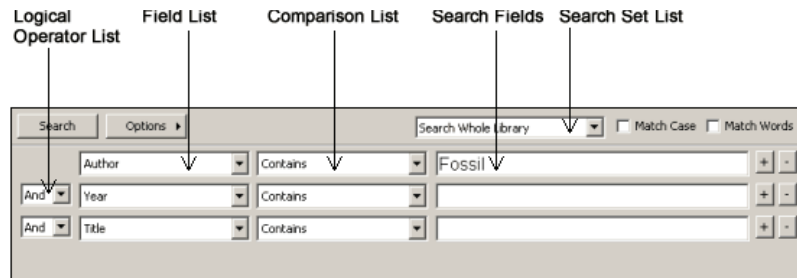 Logical Operator List
Field List
Comparison List
Search Fields
Search Set List
Search
Options
Search Whole Library
Match Case
Match Words
Author
Contains
Fossil
+
-
And
Year
Contains
+
-
And
Title
Contains
+
-